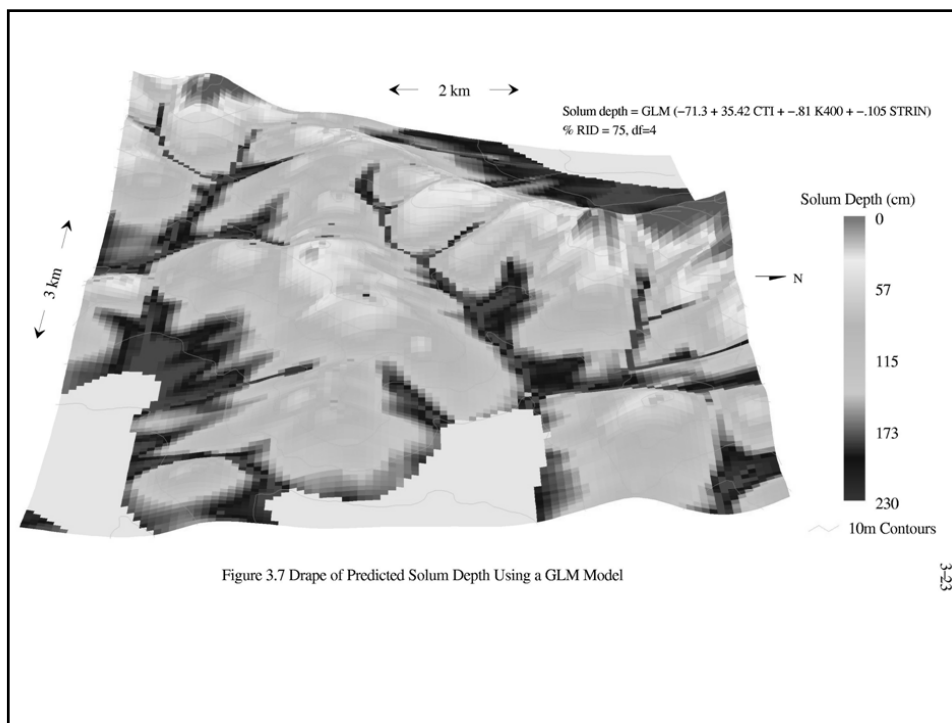 2 km
Solum depth = GLM (−71.3 + 35.42 CTI + −.81 K400 + −.105 STRIN)
% RID = 75, df=4
3 km
N
Solum Depth (cm)
0
57
115
173
230
10m Contours
Figure 3.7 Drape of Predicted Solum Depth Using a GLM Model
3-23